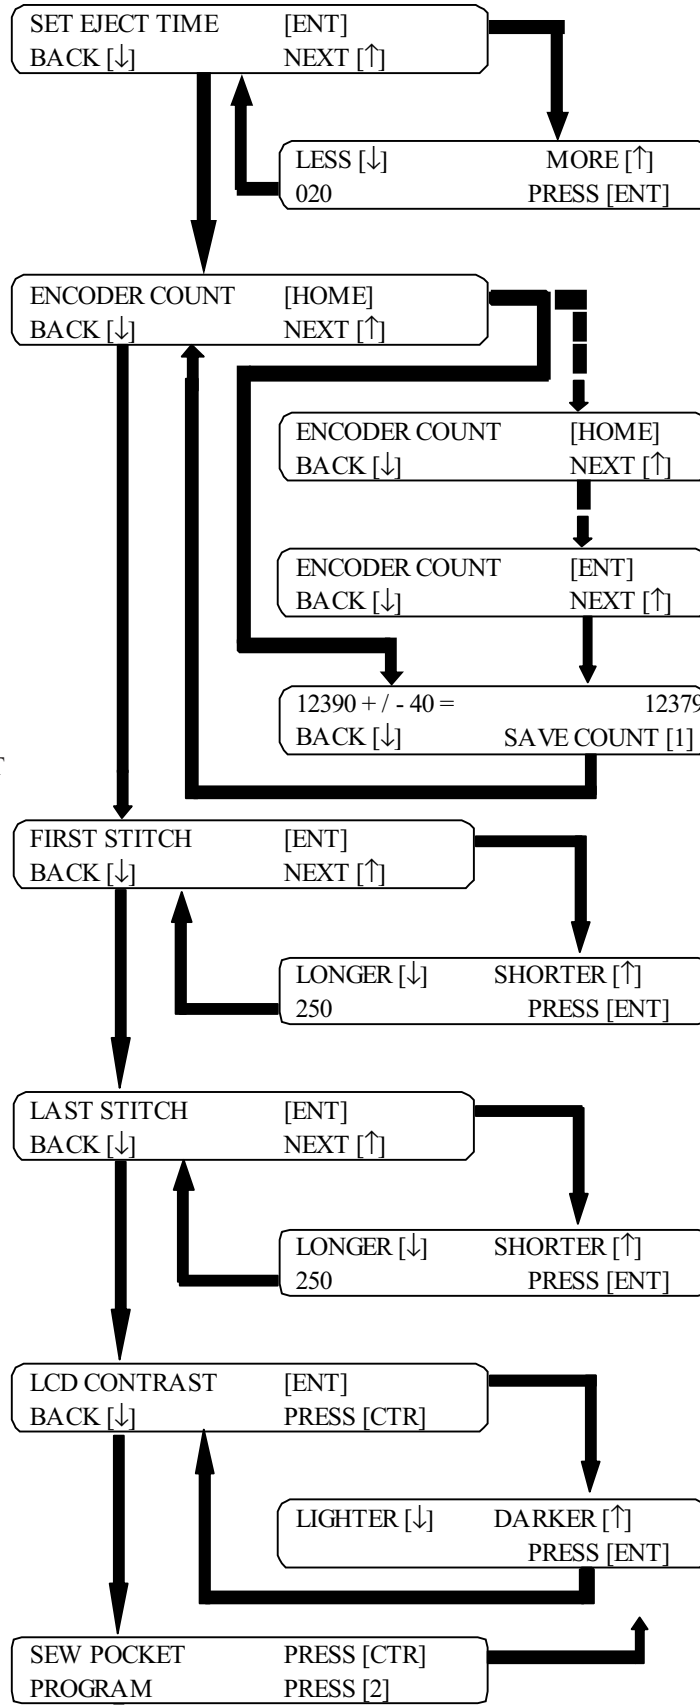 SET EJECT TIME [ENT]
BACK [↓] NEXT [↑]
LESS [↓] MORE [↑]
020 PRESS [ENT]
ENCODER COUNT [HOME]
BACK [↓] NEXT [↑]
ENCODER COUNT [HOME]
BACK [↓] NEXT [↑]
ENCODER COUNT [ENT]
BACK [↓] NEXT [↑]
12390 + / - 40 = 12379
BACK [↓] SAVE COUNT [1]
T
FIRST STITCH [ENT]
BACK [↓] NEXT [↑]
LONGER [↓] SHORTER [↑]
250 PRESS [ENT]
LAST STITCH [ENT]
BACK [↓] NEXT [↑]
LONGER [↓] SHORTER [↑]
250 PRESS [ENT]
LCD CONTRAST [ENT]
BACK [↓] PRESS [CTR]
LIGHTER [↓] DARKER [↑]
PRESS [ENT]
SEW POCKET PRESS [CTR]
PROGRAM PRESS [2]